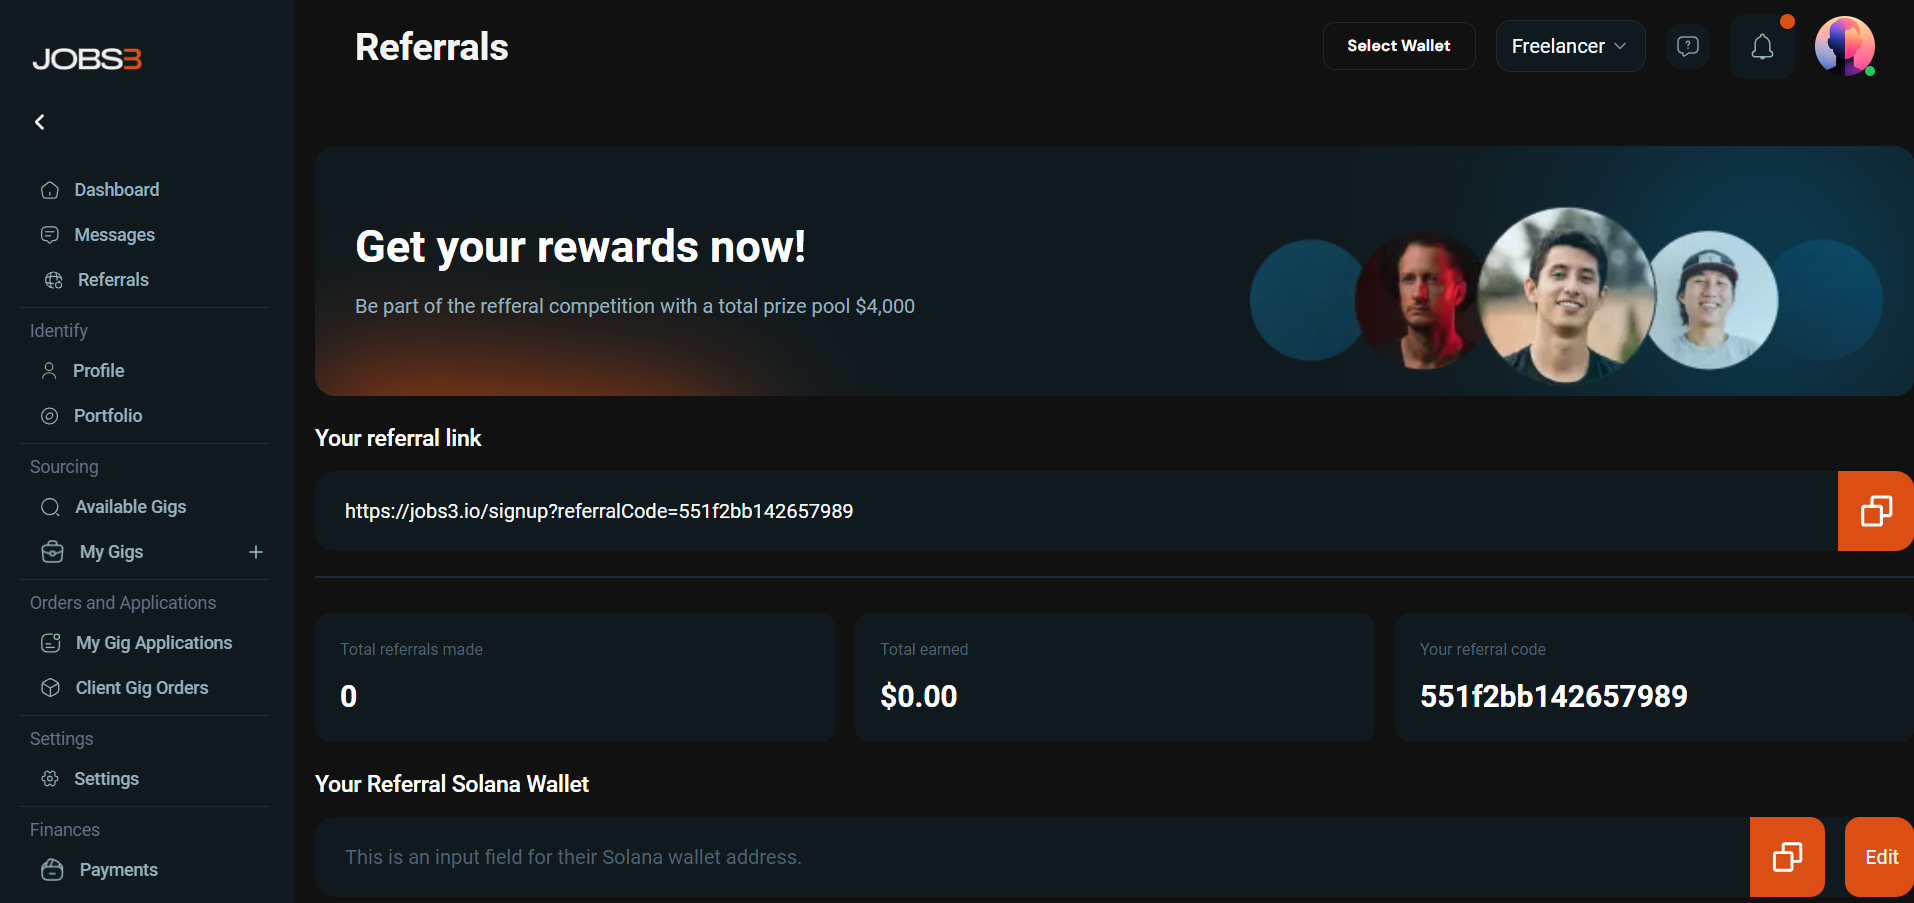 JOBS3
Referrals
Select Wallet
Freelancer
Dashboard
Messages
Referrals
Identify
Profile
Portfolio
Sourcing
Available Gigs
My Gigs
Orders and Applications
My Gig Applications
Client Gig Orders
Settings
Settings
Finances
Payments
Get your rewards now!
Be part of the refferal competition with a total prize pool $4,000
Your referral link
https://jobs3.io/signup?referralCode=551f2bb142657989
Total referrals made
0
Total earned
$0.00
Your referral code
551f2bb142657989
Your Referral Solana Wallet
This is an input field for their Solana wallet address.
Edit